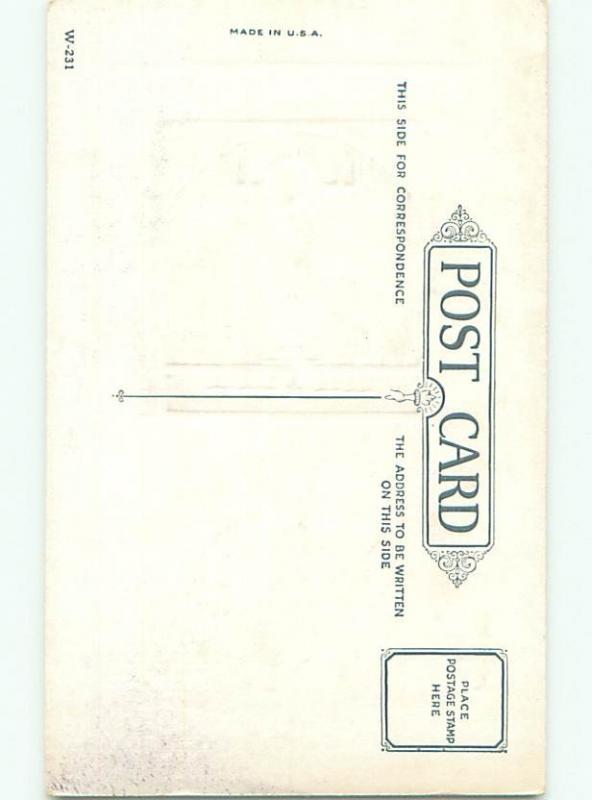 POST CARD
THIS SIDE FOR CORRESPONDENCE
THE ADDRESS TO BE WRITTEN
ON THIS SIDE
PLACE
POSTAGE STAMP
HERE
MADE IN U.S.A.
W-231